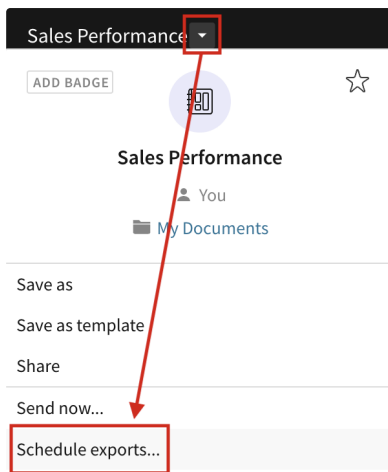 Sales Performance
ADD BADGE
Sales Performance
You
My Documents
Save as
Save as template
Share
Send now...
Schedule exports...